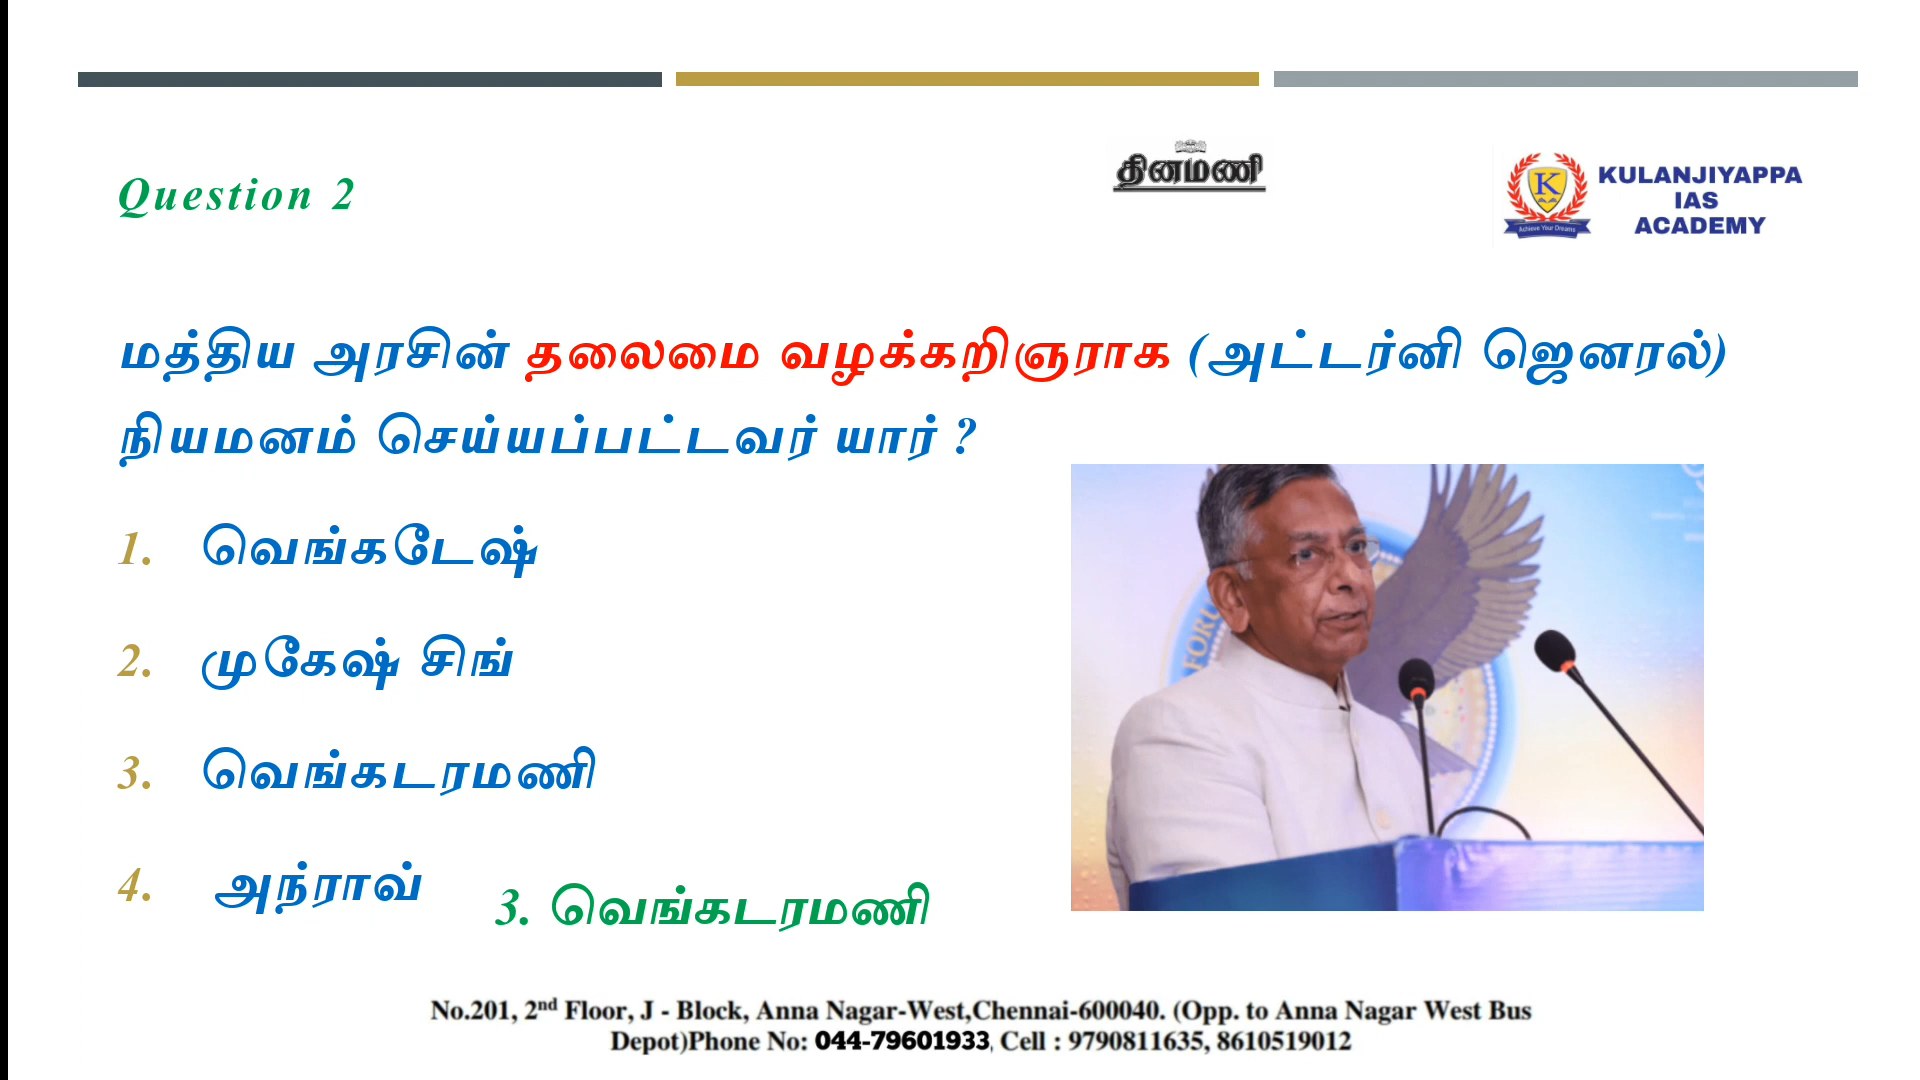 Question 2
தினமணி
K
Achieve Your Dreams
KULANJIYAPPA
IAS
ACADEMY
மத்திய அரசின் தலைமை வழக்கறிஞராக (அட்டர்னி ஜெனரல்)
நியமனம் செய்யப்பட்டவர் யார் ?
1. வெங்கடேஷ்
2. முகேஷ் சிங்
3. வெங்கடரமணி
4. அந்ராவ்
3. வெங்கடரமணி
FORU
No.201, 2nd Floor, J - Block, Anna Nagar-West,Chennai-600040. (Opp. to Anna Nagar West Bus
Depot)Phone No: 044-79601933, Cell : 9790811635, 8610519012